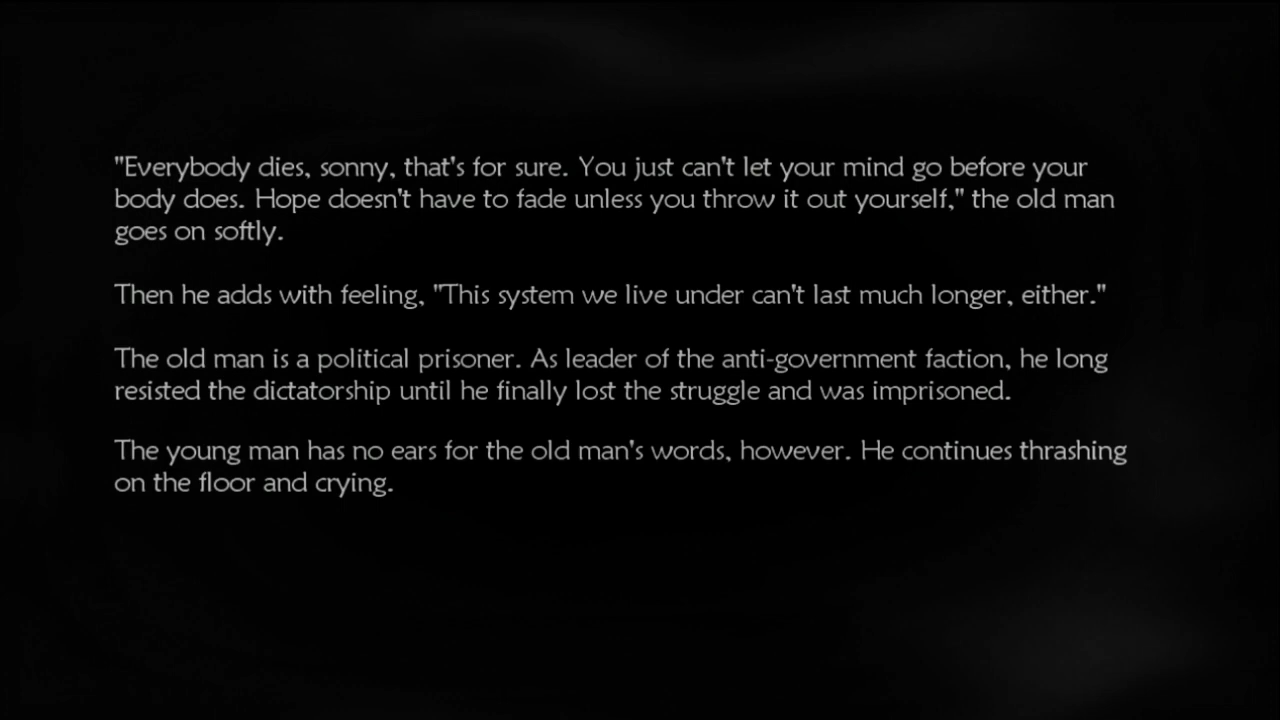 "Everybody dies, sonny, that's for sure. You just can't let your mind go before your
body does. Hope doesn't have to fade unless you throw it out yourself," the old man
goes on softly.
Then he adds with feeling, "This system we live under can't last much longer, either."
The old man is a political prisoner. As leader of the anti-government faction, he long
resisted the dictatorship until he finally lost the struggle and was imprisoned.
The young man has no ears for the old man's words, however. He continues thrashing
on the floor and crying.